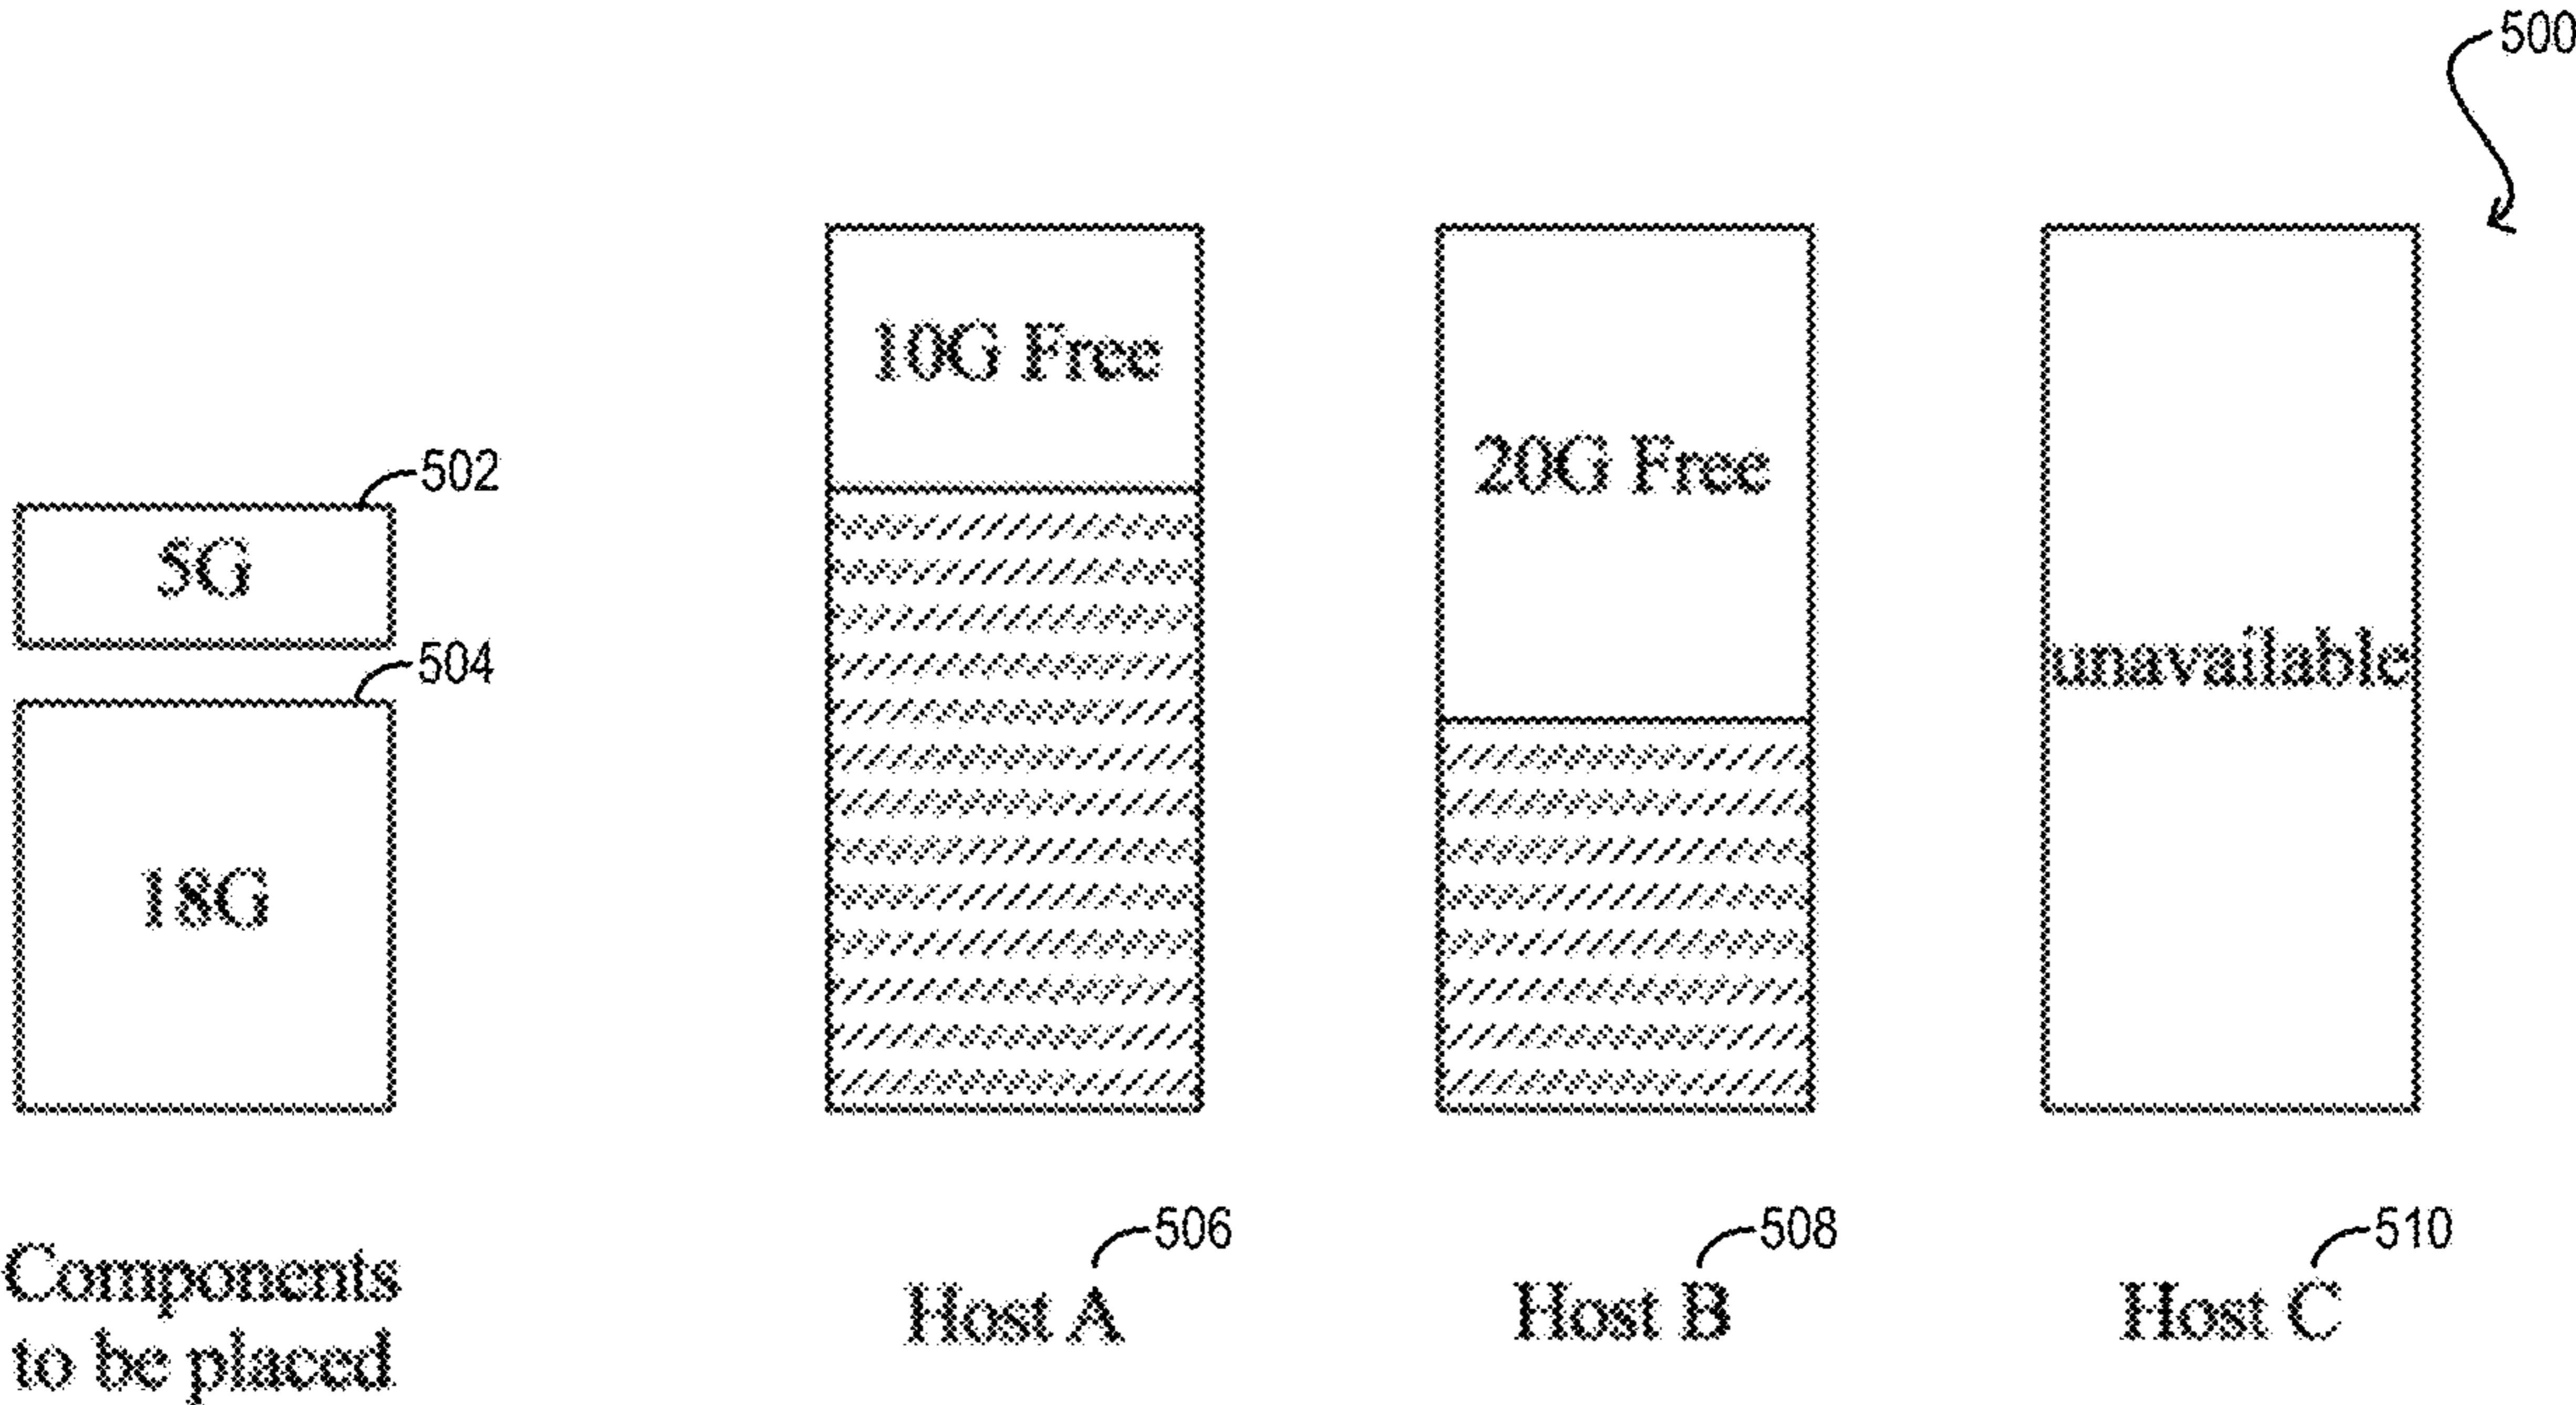 500
10G Free
20G Free
502
5G
504
unavailable
18G
506
508
510
Components
to be placed
Host A
Host B
Host C